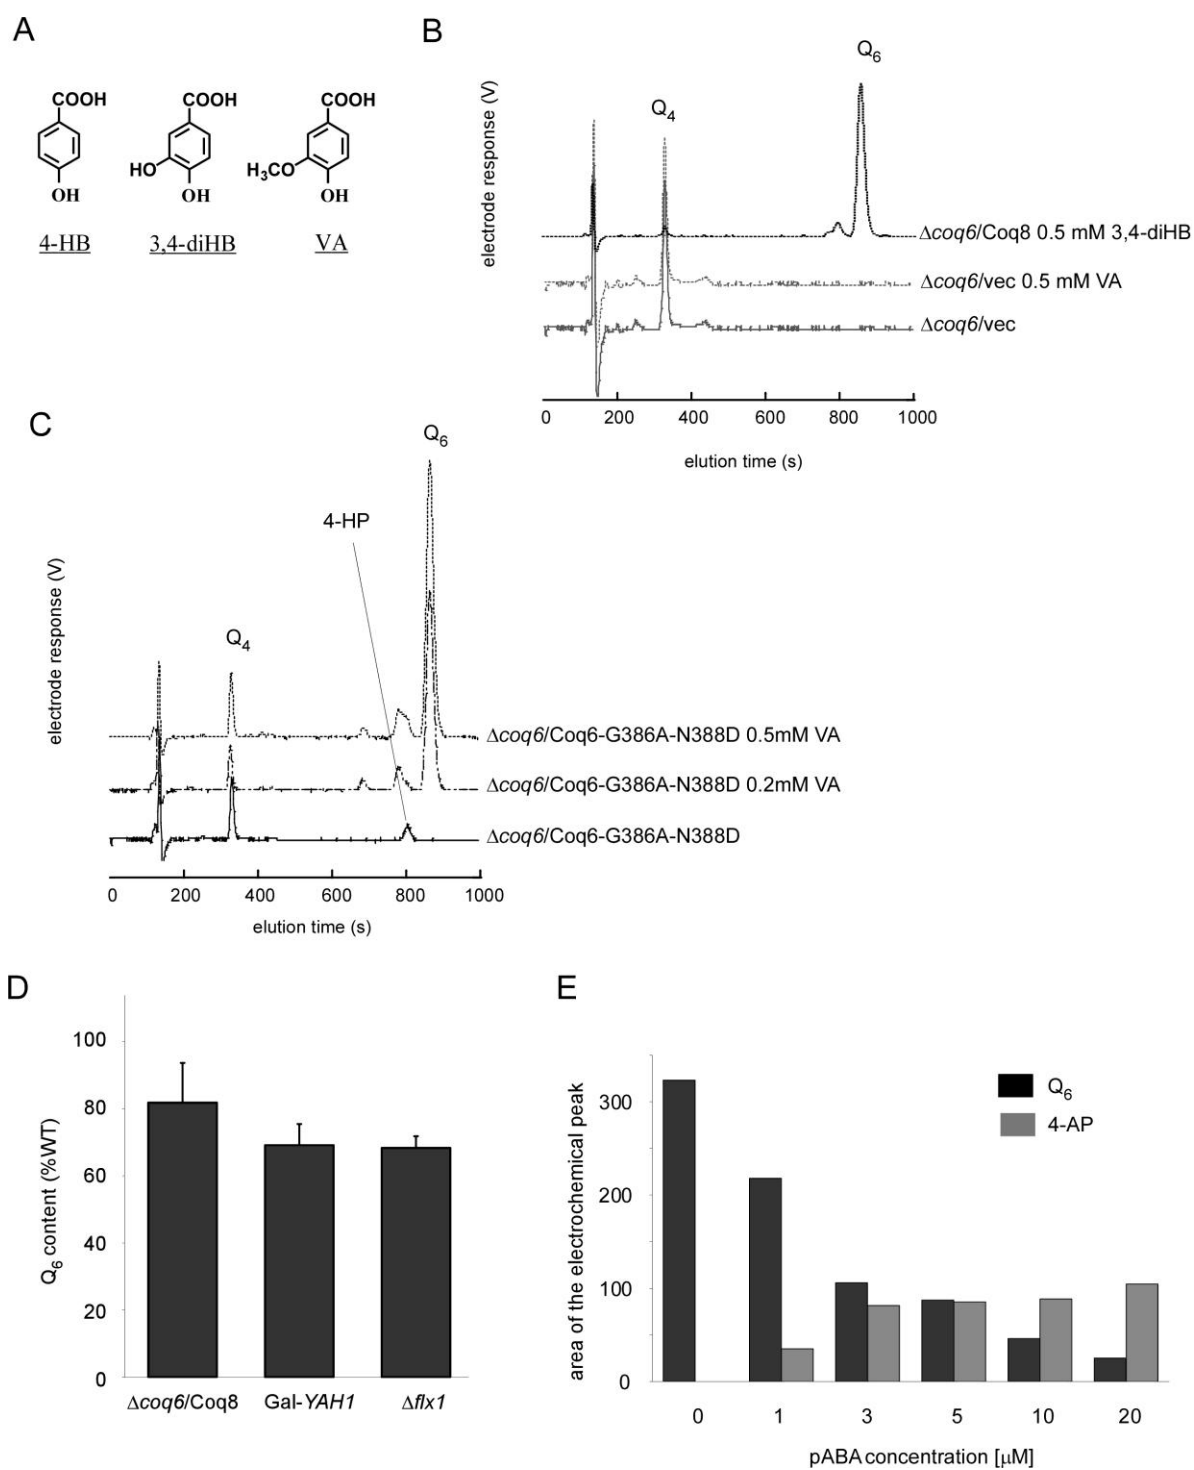 A
COOH
OH
4-HB
COOH
HO
OH
3,4-diHB
COOH
H3CO
OH
VA
B
electrode response (V)
Q4
Q6
Δcoq6/Coq8 0.5 mM 3,4-diHB
Δcoq6/vec 0.5 mM VA
Δcoq6/vec
0 200 400 600 800 1000
elution time (s)
C
electrode response (V)
Q4
4-HP
Q6
Δcoq6/Coq6-G386A-N388D 0.5mM VA
Δcoq6/Coq6-G386A-N388D 0.2mM VA
Δcoq6/Coq6-G386A-N388D
0 200 400 600 800 1000
elution time (s)
D
Q6 content (%WT)
100
80
60
40
20
0
Δcoq6/Coq8 Gal-YAH1 Δflx1
E
area of the electrochemical peak
300
200
100
0
Q6
4-AP
0 1 3 5 10 20
pABA concentration [μM]